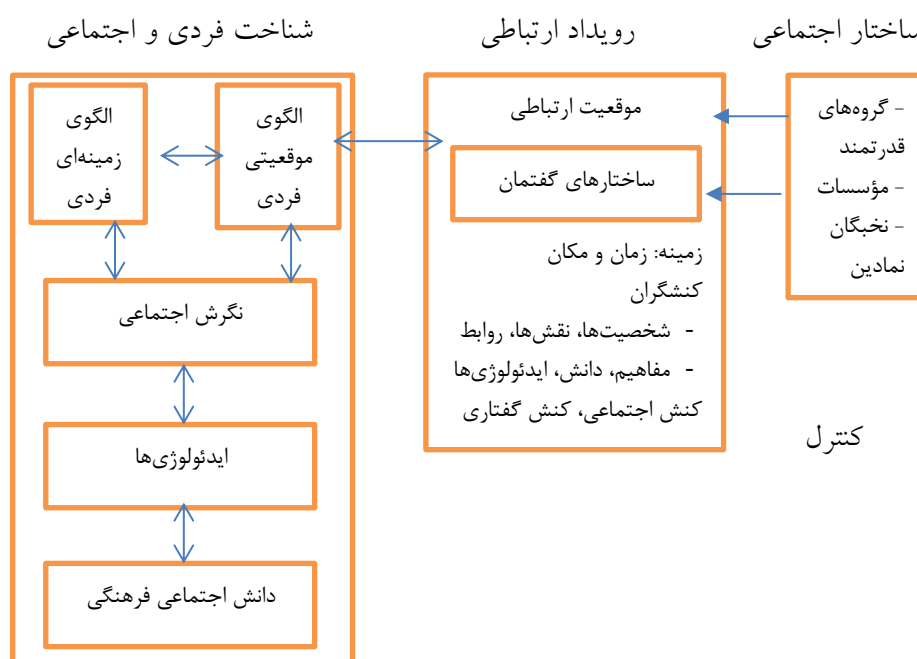 ساختار اجتماعی
رویداد ارتباطی
شناخت فردی و اجتماعی
- گروه‌های
قدرتمند
- مؤسسات
- نخبگان
نمادین
کنترل
موقعیت ارتباطی
ساختارهای گفتمان
زمینه: زمان و مکان
کنشگران
- شخصیت‌ها، نقش‌ها، روابط
- مفاهیم، دانش، ایدئولوژی‌ها
کنش اجتماعی، کنش گفتاری
الگوی
موقعیتی
فردی
الگوی
زمینه‌ای
فردی
نگرش اجتماعی
ایدئولوژی‌ها
دانش اجتماعی فرهنگی